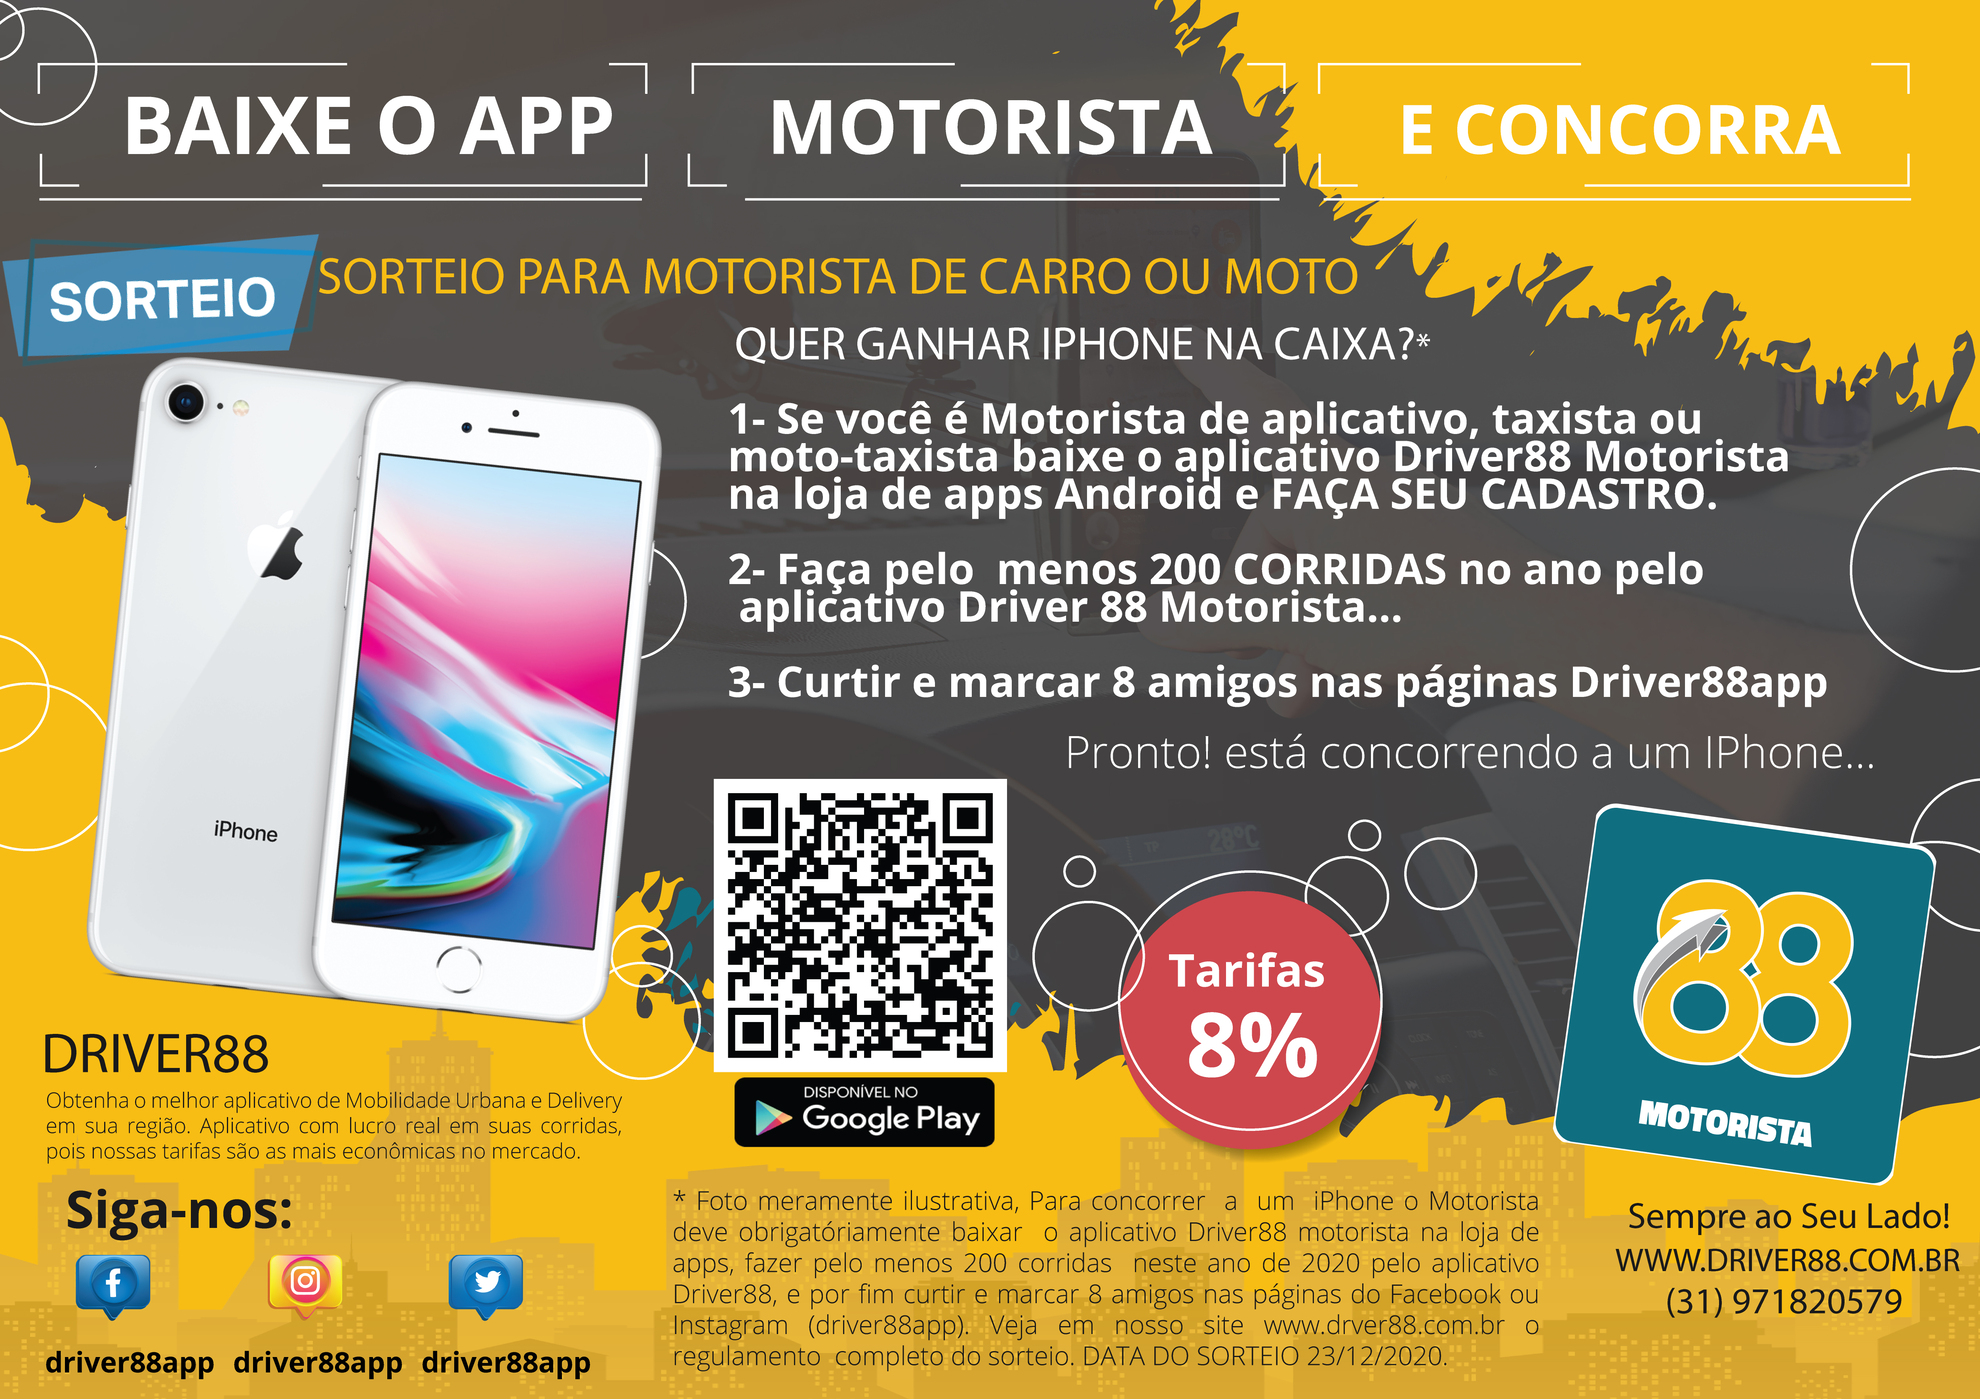 BAIXE O APP
MOTORISTA
E CONCORRA
SORTEIO
SORTEIO PARA MOTORISTA DE CARRO OU MOTO
QUER GANHAR IPHONE NA CAIXA?*
1- Se você é Motorista de aplicativo, taxista ou
moto-taxista baixe o aplicativo Driver88 Motorista
na loja de apps Android e FAÇA SEU CADASTRO.
2- Faça pelo menos 200 CORRIDAS no ano pelo
aplicativo Driver 88 Motorista...
3- Curtir e marcar 8 amigos nas páginas Driver88app
Pronto! está concorrendo a um IPhone...
iPhone
28°C
Tarifas
8%
88
MOTORISTA
DISPONÍVEL NO
Google Play
DRIVER88
Obtenha o melhor aplicativo de Mobilidade Urbana e Delivery
em sua região. Aplicativo com lucro real em suas corridas,
pois nossas tarifas são as mais econômicas no mercado.
Siga-nos:
driver88app driver88app driver88app
* Foto meramente ilustrativa, Para concorrer a um iPhone o Motorista
deve obrigatóriamente baixar o aplicativo Driver88 motorista na loja de
apps, fazer pelo menos 200 corridas neste ano de 2020 pelo aplicativo
Driver88, e por fim curtir e marcar 8 amigos nas páginas do Facebook ou
Instagram (driver88app). Veja em nosso site www.drver88.com.br o
regulamento completo do sorteio. DATA DO SORTEIO 23/12/2020.
Sempre ao Seu Lado!
WWW.DRIVER88.COM.BR
(31) 971820579